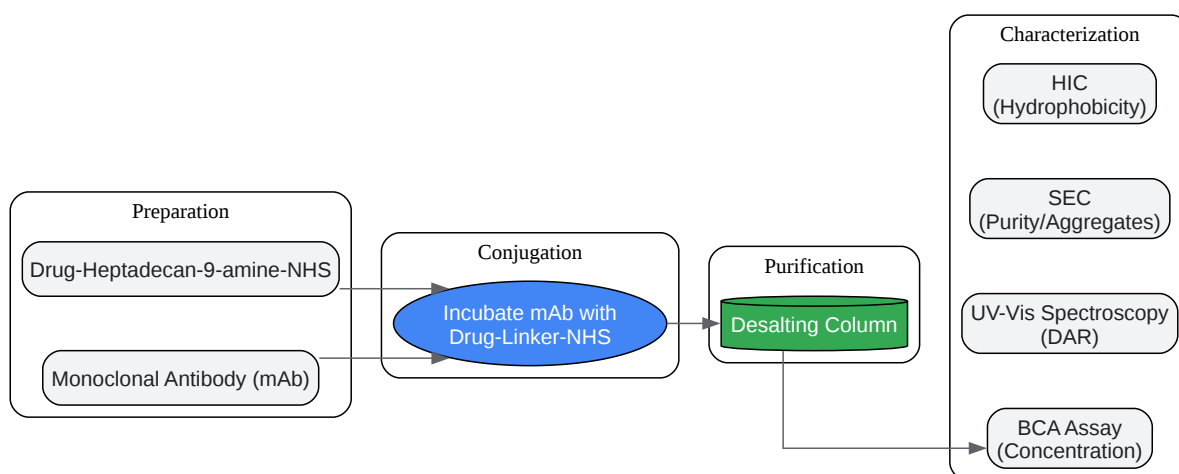 Preparation
Drug-Heptadecan-9-amine-NHS
Monoclonal Antibody (mAb)
Conjugation
Incubate mAb with
Drug-Linker-NHS
Purification
Desalting Column
Characterization
HIC
(Hydrophobicity)
SEC
(Purity/Aggregates)
UV-Vis Spectroscopy
(DAR)
BCA Assay
(Concentration)